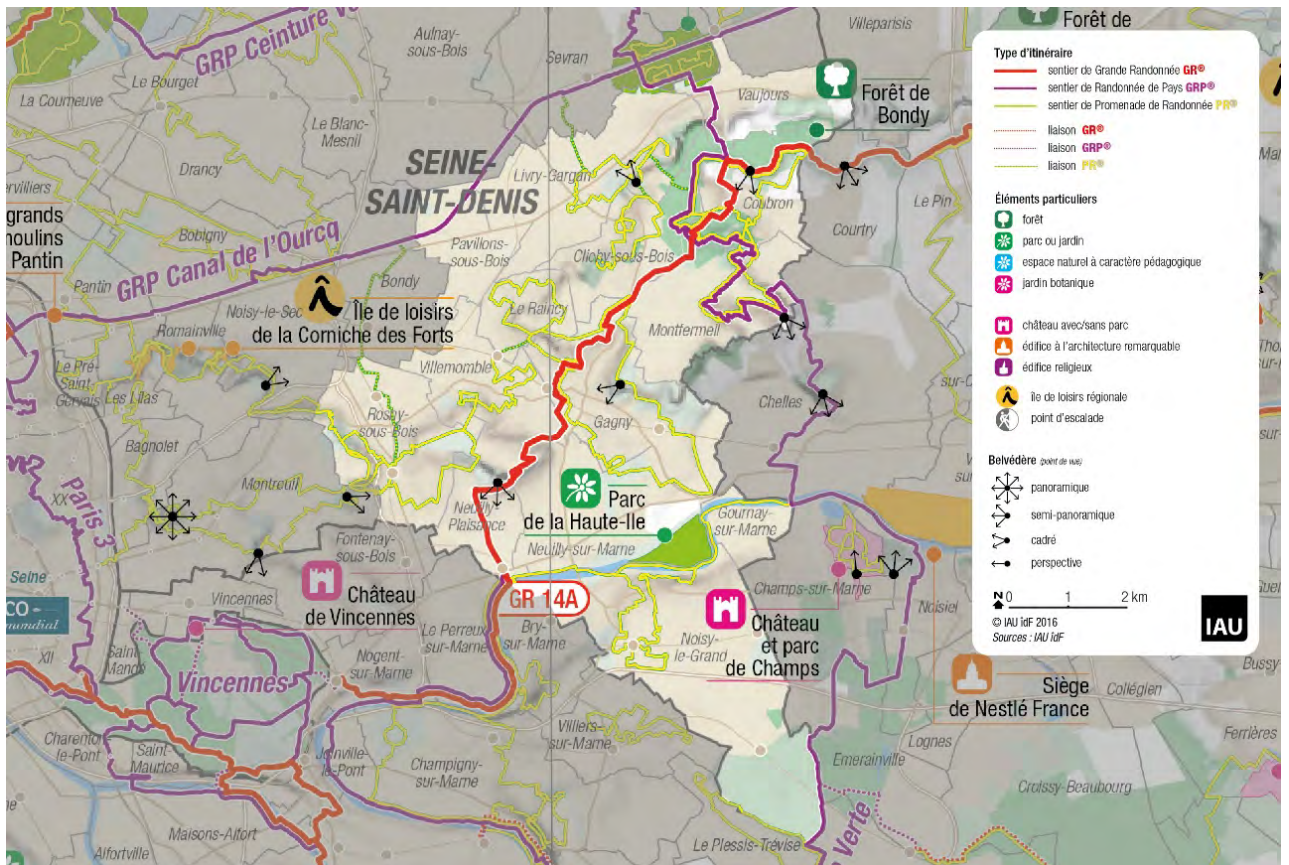 GRP Ceinture Ve
Aulnay-
sous-Bois
Sevran
Villeparisis
Forêt de
Le Bourget
La Courneuve
Le Blanc-
Mesnil
Vaujours
Forêt de
Bondy
Drancy
SEINE-
SAINT-DENIS
Livry-Gargan
Coubron
Le Pin
Courtry
ervilliers
grands
moulins
Pantin
Bobigny
Pavillons-
sous-Bois
Clichy-sous-Bois
GRP Canal de l'Ourcq
Bondy
Pantin
Noisy-le-Sec
Île de loisirs
de la Corniche des Forts
Romainville
Le Raincy
Montfermeil
Le Pré-
Saint-
Gervais
Les Lilas
Villemomble
Chelles
Rosny-
sous-Bois
Gagny
Bagnolet
Montreuil
XX
Paris 3
Neuilly-
Plaisance
Parc
de la Haute-Ile
Gournay-
sur-Marne
Fontenay-
sous-Bois
Neuilly-sur-Marne
Seine
CO -
mondial
Château
de Vincennes
Vincennes
GR 14A
Champs-sur-Marne
Noisiel
Château
et parc
de Champs
Le Perreux-
sur-Marne
Bry-
sur-Marne
Noisy-
le-Grand
XII
Saint-
Mandé
Nogent-
sur-Marne
Vincennes
Siège
de Nestlé France
Collégien
Bussy
Villiers-
sur-Marne
Lognes
Ferrières
Charenton-
le-Pont
Saint-
Maurice
Joinville-
le-Pont
Champigny-
sur-Marne
Emerainville
Croissy-Beaubourg
Maisons-Alfort
Alfortville
Le Plessis-Trévise
Verte
Type d'itinéraire
sentier de Grande Randonnée GR®
sentier de Randonnée de Pays GRP®
sentier de Promenade de Randonnée PR®
liaison GR®
liaison GRP®
liaison PR®
Éléments particuliers
forêt
parc ou jardin
espace naturel à caractère pédagogique
jardin botanique
château avec/sans parc
édifice à l'architecture remarquable
édifice religieux
île de loisirs régionale
point d'escalade
Belvédère (point de vue)
panoramique
semi-panoramique
cadré
perspective
N 0 1 2 km
© IAU îdF 2016
Sources : IAU îdF
IAU